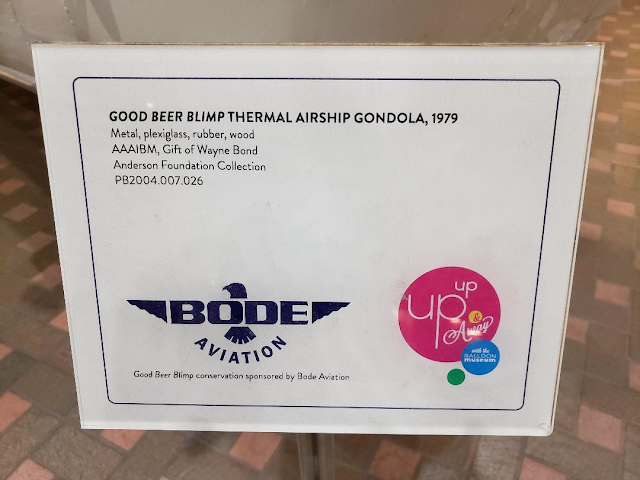 GOOD BEER BLIMP THERMAL AIRSHIP GONDOLA, 1979
Metal, plexiglass, rubber, wood
AAAIBM, Gift of Wayne Bond
Anderson Foundation Collection
PB2004.007.026
BODE
AVIATION
Good Beer Blimp conservation sponsored by Bode Aviation
up
up
&
Away
with the
BALLOON
museum